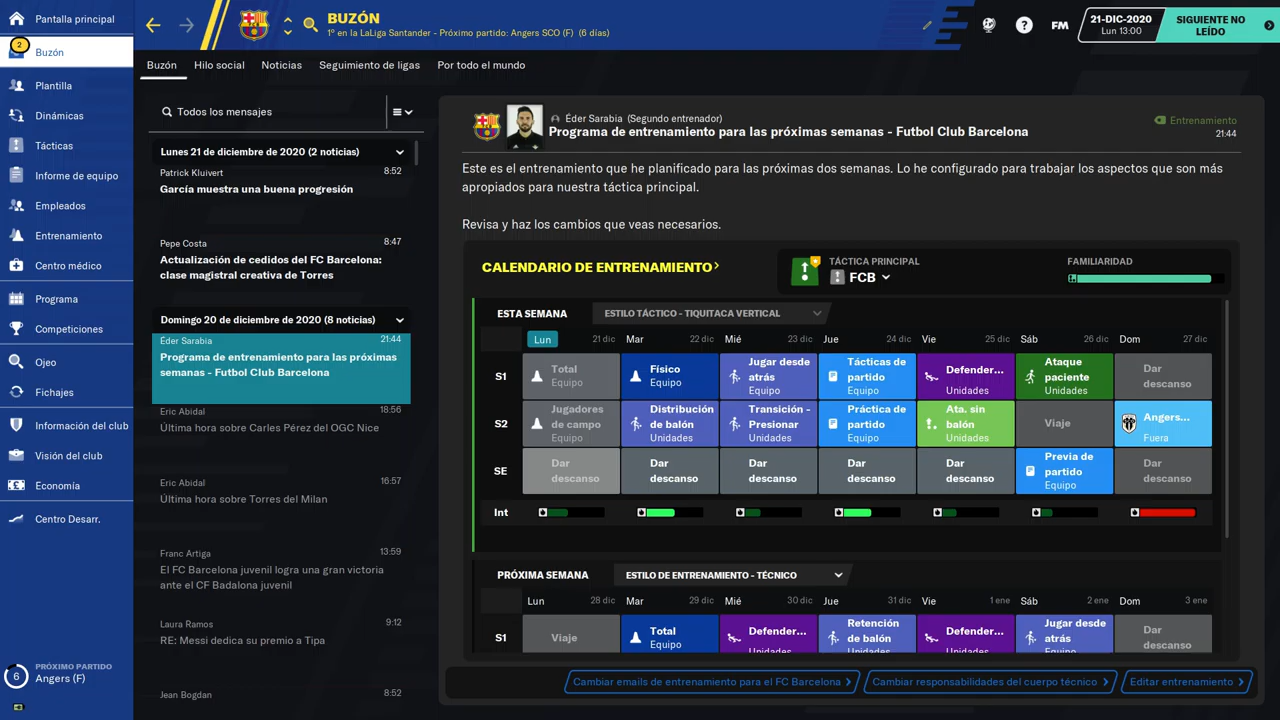 Pantalla principal
2
Buzón
Plantilla
Dinámicas
Tácticas
Informe de equipo
Empleados
Entrenamiento
Centro médico
Programa
Competiciones
Ojeo
Fichajes
Información del club
Visión del club
Economía
Centro Desarr.
6
PRÓXIMO PARTIDO
Angers (F)
BUZÓN
1º en la LaLiga Santander - Próximo partido: Angers SCO (F) (6 días)
?
FM
21-DIC-2020
Lun 13:00
SIGUIENTE NO
LEÍDO
Buzón
Hilo social
Noticias
Seguimiento de ligas
Por todo el mundo
Todos los mensajes
Lunes 21 de diciembre de 2020 (2 noticias)
Patrick Kluivert 8:52
García muestra una buena progresión
Pepe Costa 8:47
Actualización de cedidos del FC Barcelona:
clase magistral creativa de Torres
Domingo 20 de diciembre de 2020 (8 noticias)
Éder Sarabia 21:44
Programa de entrenamiento para las próximas
semanas - Futbol Club Barcelona
Eric Abidal 18:56
Última hora sobre Carles Pérez del OGC Nice
Eric Abidal 16:57
Última hora sobre Torres del Milan
Franc Artiga 13:59
El FC Barcelona juvenil logra una gran victoria
ante el CF Badalona juvenil
Laura Ramos 9:12
RE: Messi dedica su premio a Tipa
Jean Bogdan 8:52
Éder Sarabia (Segundo entrenador)
Programa de entrenamiento para las próximas semanas - Futbol Club Barcelona
Entrenamiento
21:44
Este es el entrenamiento que he planificado para las próximas dos semanas. Lo he configurado para trabajar los aspectos que son más
apropiados para nuestra táctica principal.
Revisa y haz los cambios que veas necesarios.
CALENDARIO DE ENTRENAMIENTO
TÁCTICA PRINCIPAL
FCB
FAMILIARIDAD
ESTA SEMANA
ESTILO TÁCTICO - TIQUITACA VERTICAL
Lun 21 dic Mar 22 dic Mié 23 dic Jue 24 dic Vie 25 dic Sáb 26 dic Dom 27 dic
S1
Total
Equipo
Físico
Equipo
Jugar desde
atrás
Equipo
Tácticas de
partido
Equipo
Defender...
Unidades
Ataque
paciente
Unidades
Dar
descanso
S2
Jugadores
de campo
Equipo
Distribución
de balón
Unidades
Transición -
Presionar
Unidades
Práctica de
partido
Equipo
Ata. sin
balón
Unidades
Viaje
Angers...
Fuera
SE
Dar
descanso
Dar
descanso
Dar
descanso
Dar
descanso
Dar
descanso
Previa de
partido
Equipo
Dar
descanso
Int
PRÓXIMA SEMANA
ESTILO DE ENTRENAMIENTO - TÉCNICO
Lun 28 dic Mar 29 dic Mié 30 dic Jue 31 dic Vie 1 ene Sáb 2 ene Dom 3 ene
S1
Viaje
Total
Equipo
Defender...
Unidades
Retención
de balón
Unidades
Defender...
Unidades
Jugar desde
atrás
Equipo
Dar
descanso
Cambiar emails de entrenamiento para el FC Barcelona
Cambiar responsabilidades del cuerpo técnico
Editar entrenamiento